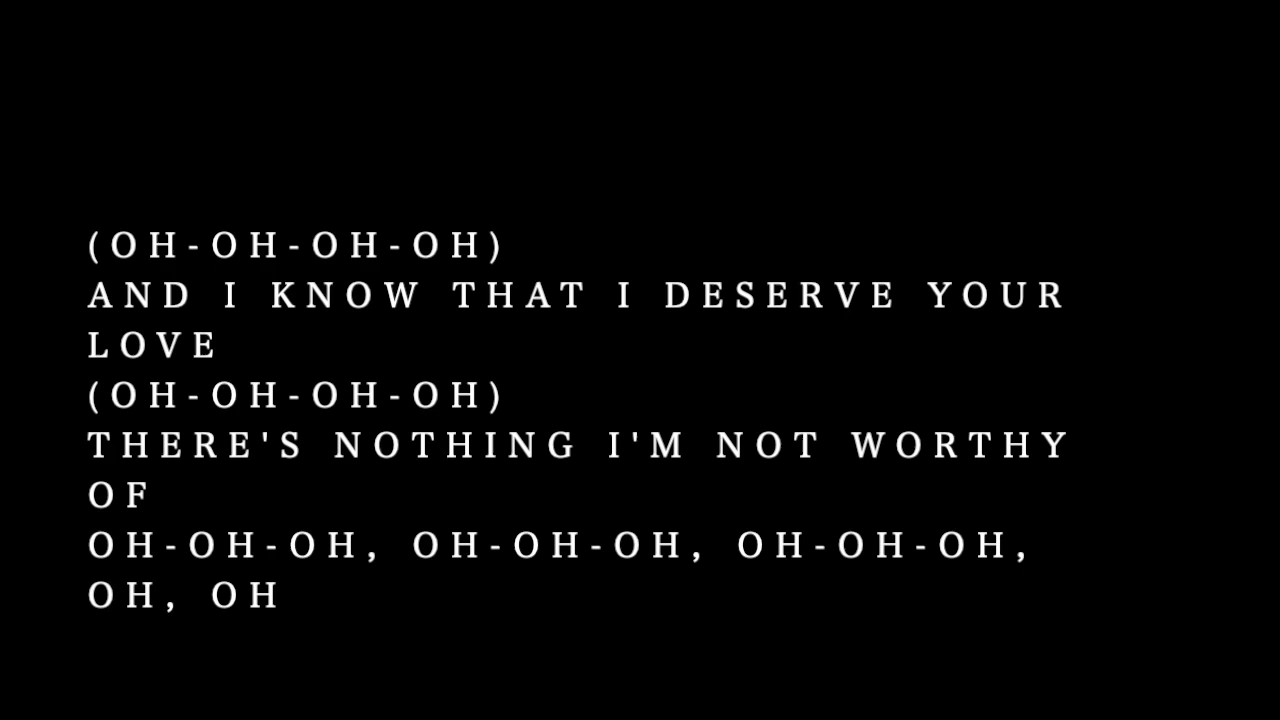 (OH-OH-OH-OH)
AND I KNOW THAT I DESERVE YOUR
LOVE
(OH-OH-OH-OH)
THERE'S NOTHING I'M NOT WORTHY
OF
OH-OH-OH, OH-OH-OH, OH-OH-OH,
OH, OH